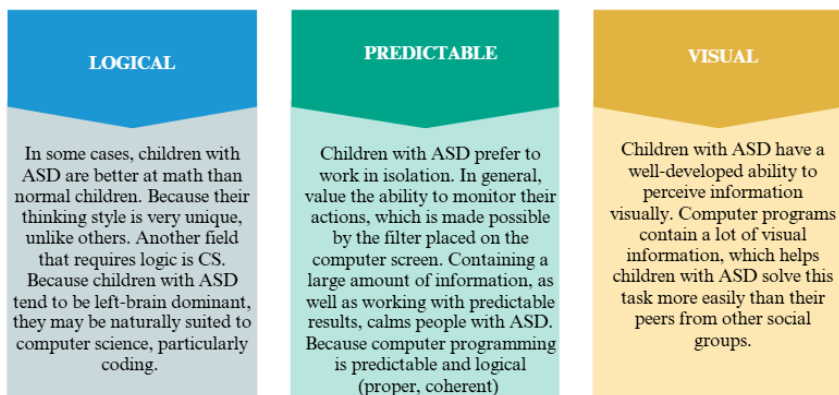 LOGICAL
In some cases, children with
ASD are better at math than
normal children. Because their
thinking style is very unique,
unlike others. Another field
that requires logic is CS.
Because children with ASD
tend to be left-brain dominant,
they may be naturally suited to
computer science, particularly
coding.
PREDICTABLE
Children with ASD prefer to
work in isolation. In general,
value the ability to monitor their
actions, which is made possible
by the filter placed on the
computer screen. Containing a
large amount of information, as
well as working with predictable
results, calms people with ASD.
Because computer programming
is predictable and logical
(proper, coherent)
VISUAL
Children with ASD have a
well-developed ability to
perceive information
visually. Computer programs
contain a lot of visual
information, which helps
children with ASD solve this
task more easily than their
peers from other social
groups.